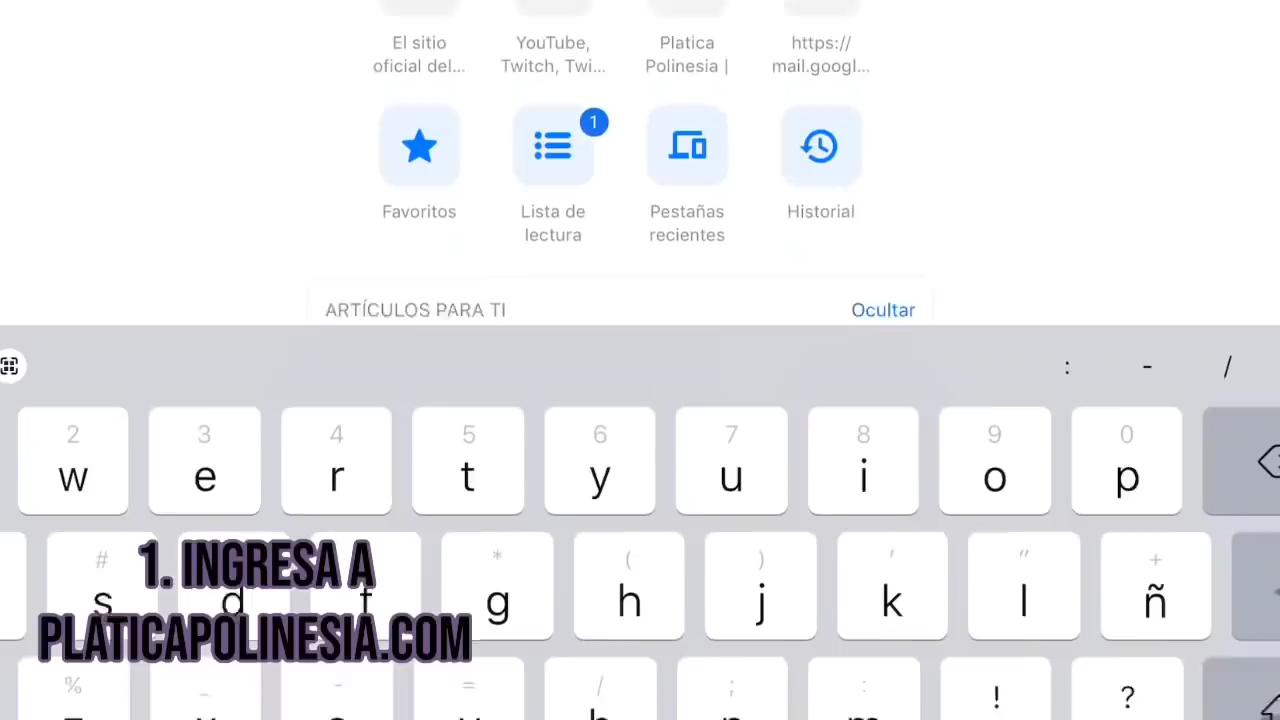 El sitio oficial del...
YouTube, Twitch, Twi...
Platica Polinesia |
https:// mail.googl...
1
Favoritos
Lista de lectura
Pestañas recientes
Historial
ARTÍCULOS PARA TI
Ocultar
: - /
2 3 4 5 6 7 8 9 0
w e r t y u i o p
# * ( ) ' " +
s d f g h j k l ñ
1. INGRESA A
PLATICAPOLINESIA.COM
% - - = / ; :
! ?